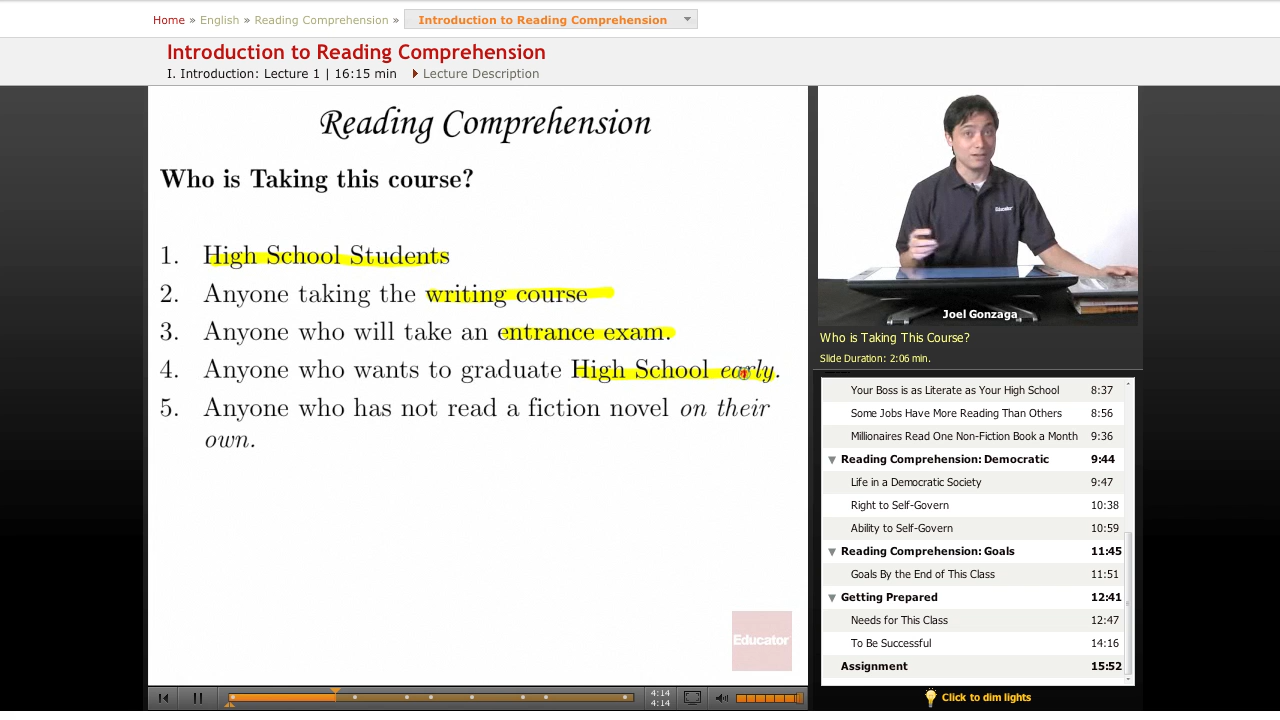 Home » English » Reading Comprehension » Introduction to Reading Comprehension
Introduction to Reading Comprehension
I. Introduction: Lecture 1 | 16:15 min Lecture Description
Reading Comprehension
Who is Taking this course?
1. High School Students
2. Anyone taking the writing course
3. Anyone who will take an entrance exam.
4. Anyone who wants to graduate High School early.
5. Anyone who has not read a fiction novel on their
own.
Educator
4:14
4:14
Educator
Joel Gonzaga
Who is Taking This Course?
Slide Duration: 2:06 min.
Your Boss is as Literate as Your High School 8:37
Some Jobs Have More Reading Than Others 8:56
Millionaires Read One Non-Fiction Book a Month 9:36
Reading Comprehension: Democratic 9:44
Life in a Democratic Society 9:47
Right to Self-Govern 10:38
Ability to Self-Govern 10:59
Reading Comprehension: Goals 11:45
Goals By the End of This Class 11:51
Getting Prepared 12:41
Needs for This Class 12:47
To Be Successful 14:16
Assignment 15:52
Click to dim lights